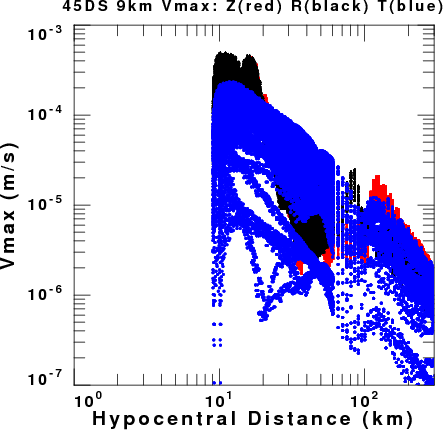 45DS 9km Vmax: Z(red) R(black) T(blue)
10^-3
10^-4
10^-5
10^-6
10^-7
Vmax (m/s)
10^0 10^1 10^2
Hypocentral Distance (km)